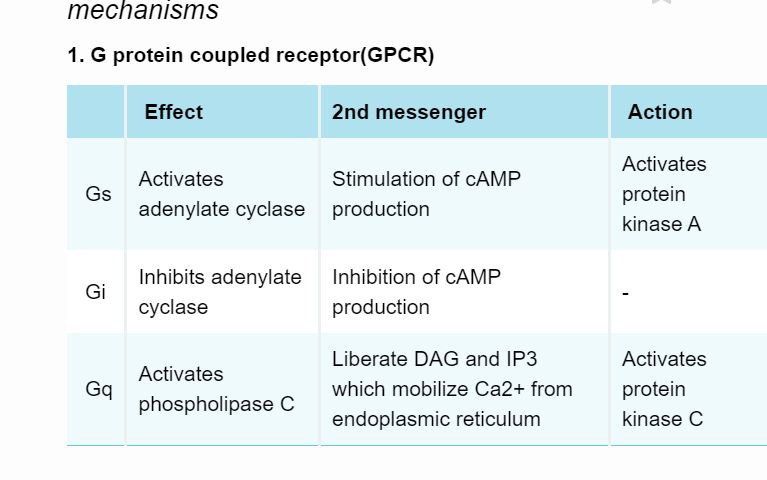 mechanisms
1. G protein coupled receptor(GPCR)
Effect 2nd messenger Action
Gs
Activates
adenylate cyclase
Stimulation of cAMP
production
Activates
protein
kinase A
Gi
Inhibits adenylate
cyclase
Inhibition of cAMP
production
-
Gq
Activates
phospholipase C
Liberate DAG and IP3
which mobilize Ca2+ from
endoplasmic reticulum
Activates
protein
kinase C